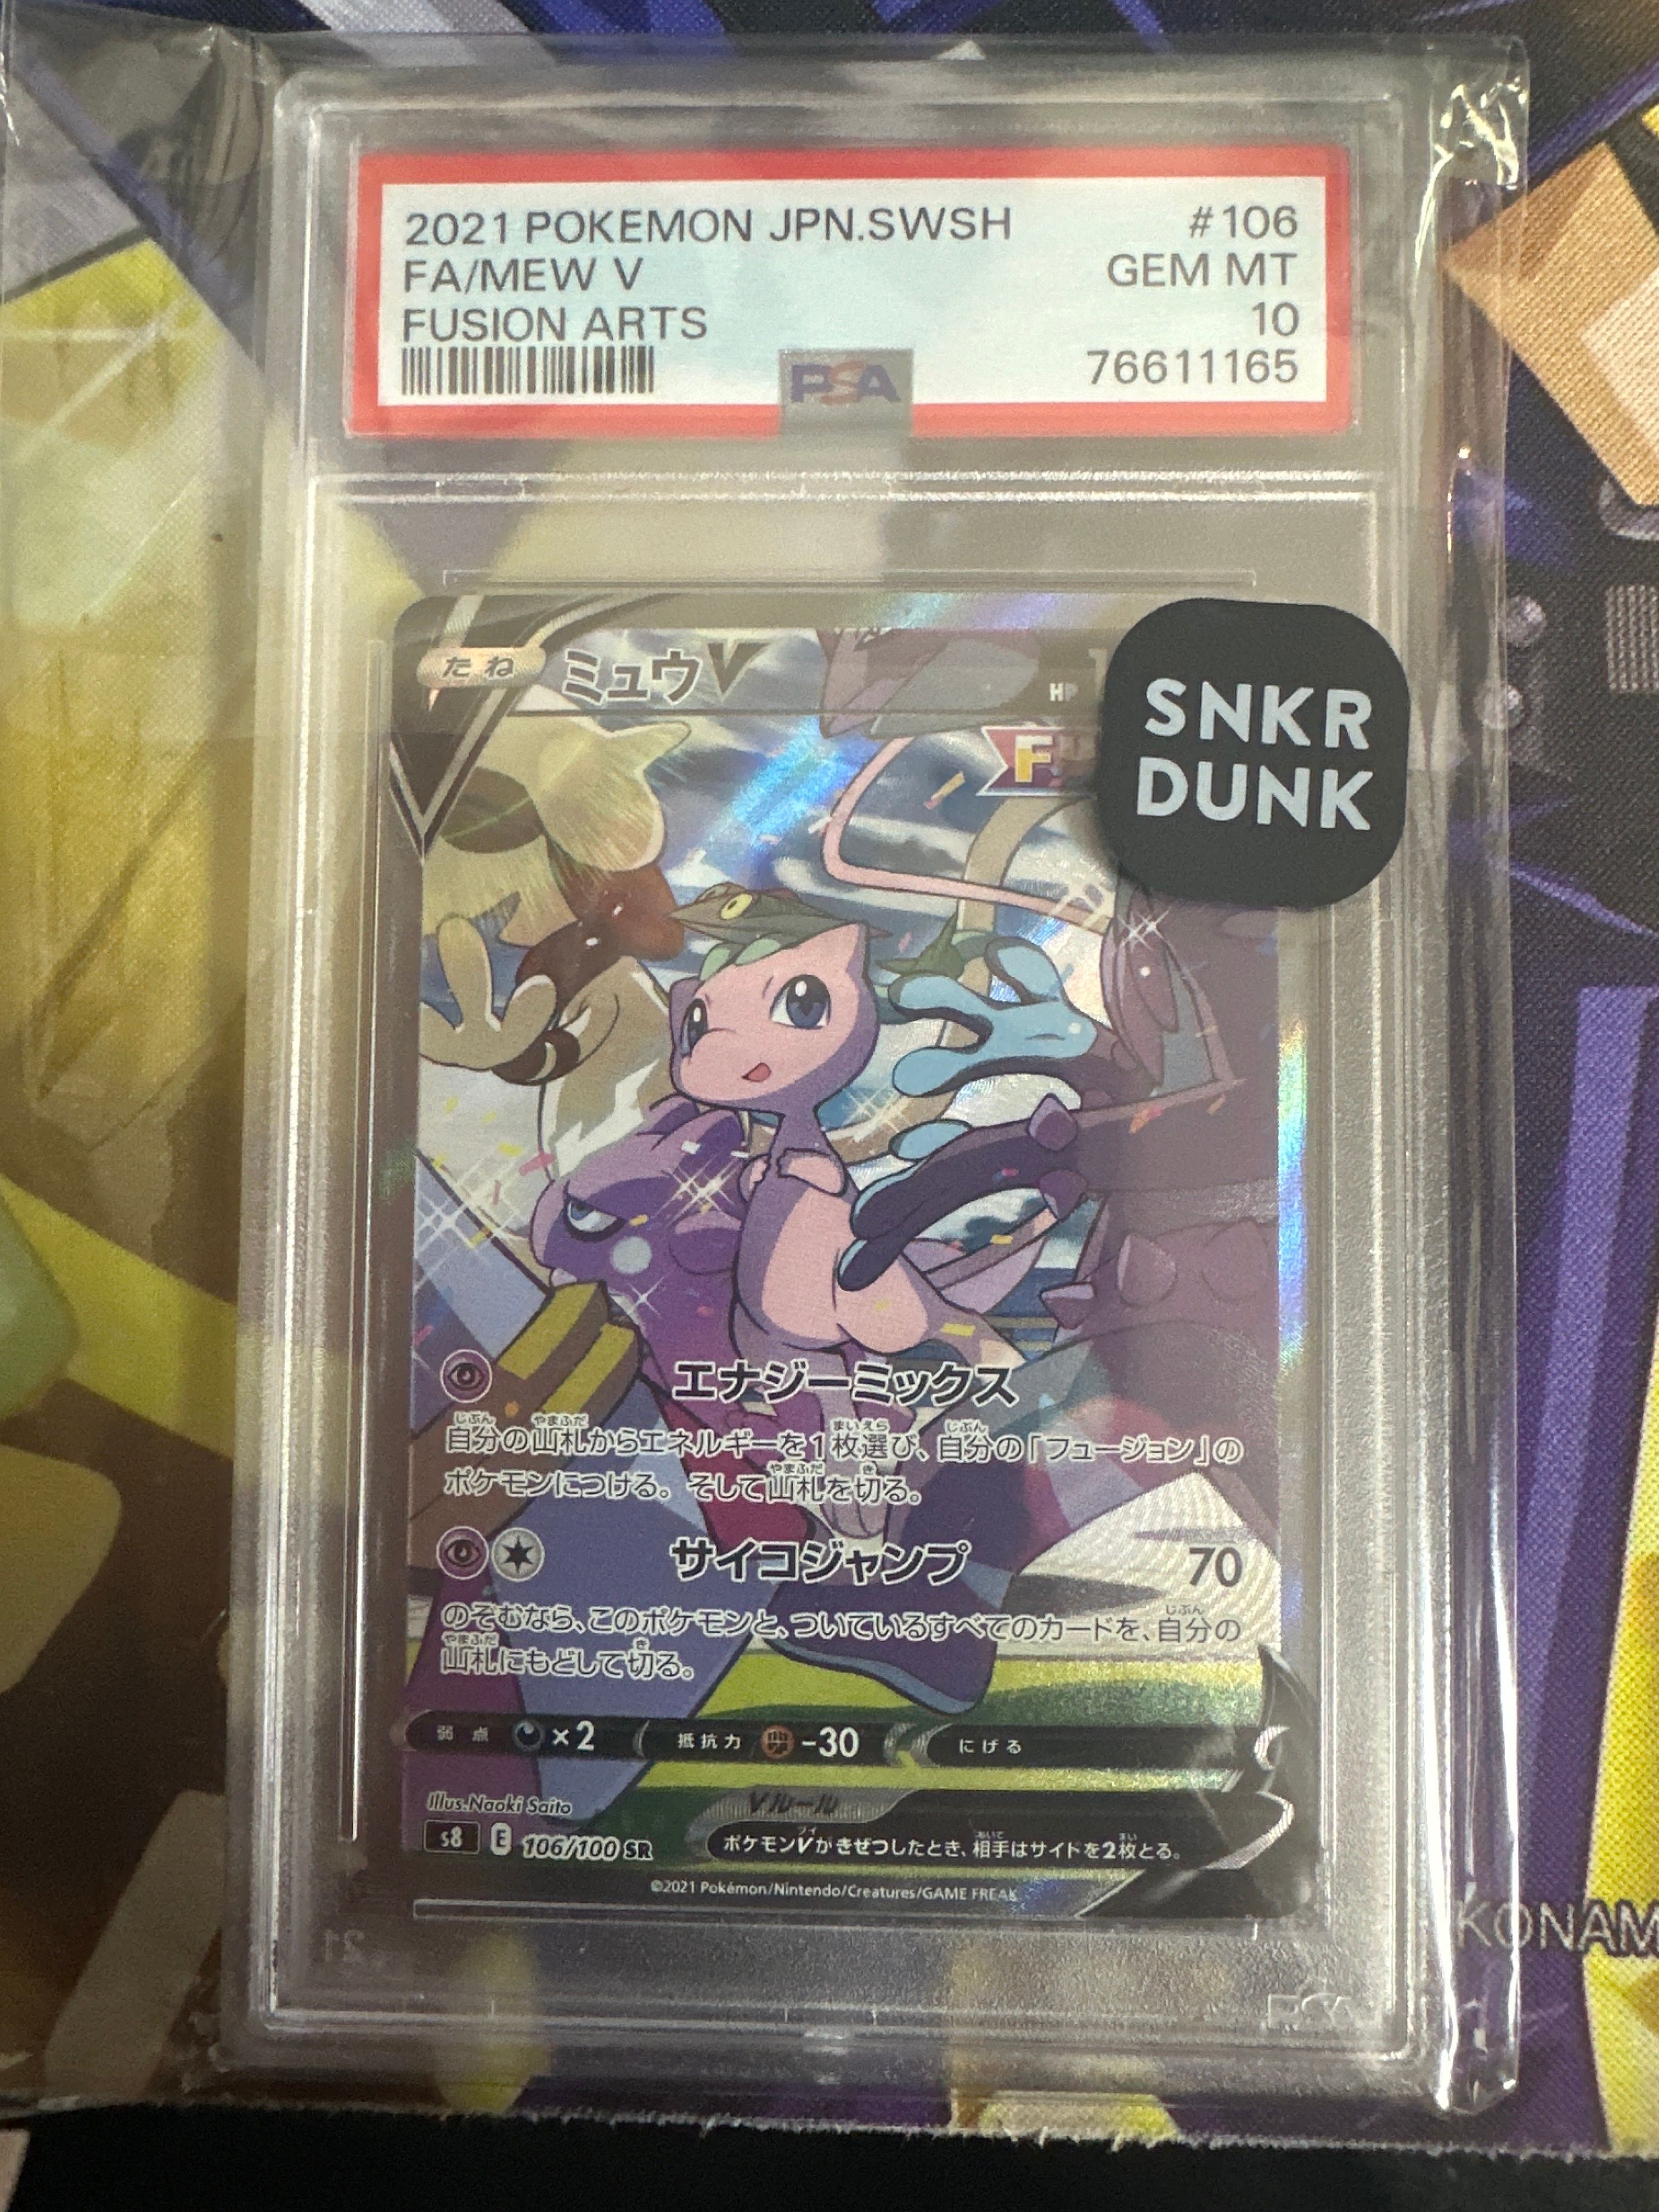 2021 POKEMON JPN.SWSH #106
FA/MEW V GEM MT
FUSION ARTS 10
76611165
PSA
たね ミュウV HP
SNKR
DUNK
エナジーミックス
自分の山札からエネルギーを1枚選び、自分の「フュージョン」の
ポケモンにつける。そして山札を切る。
サイコジャンプ 70
のぞむなら、このポケモンと、ついているすべてのカードを、自分の
山札にもどして切る。
弱点 ×2 抵抗力 -30 にげる
Illus.Naoki Saito
Vルール
s8 E 106/100 SR
ポケモンVがきぜつしたとき、相手はサイドを2枚とる。
©2021 Pokémon/Nintendo/Creatures/GAME FREAK
KONAM
PSA